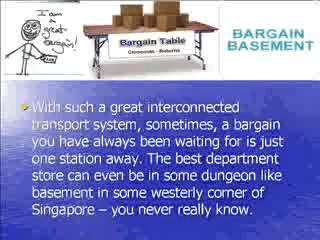 I am
a
great
Bargain!
Bargain Table
Closeouts - Returns
BARGAIN
BASEMENT
With such a great interconnected
transport system, sometimes, a bargain
you have always been waiting for is just
one station away. The best department
store can even be in some dungeon like
basement in some westerly corner of
Singapore – you never really know.